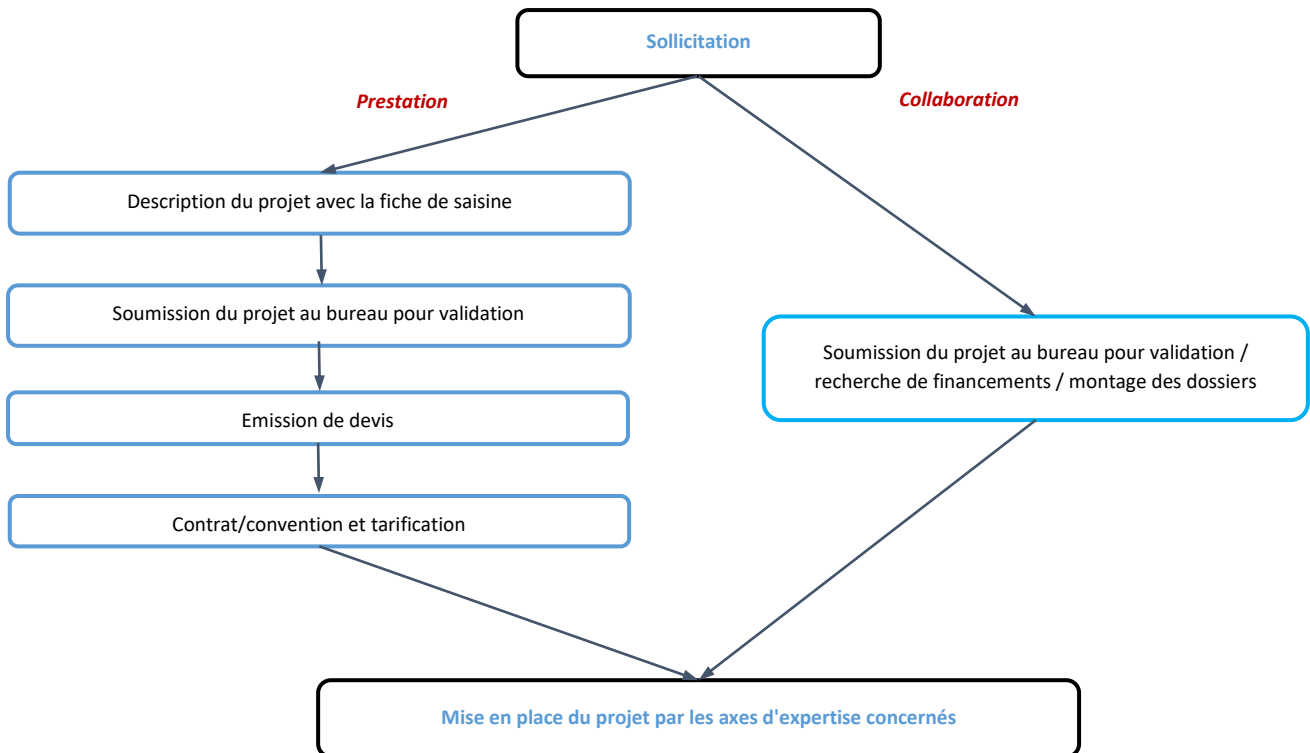 Sollicitation
Prestation
Collaboration
Description du projet avec la fiche de saisine
Soumission du projet au bureau pour validation
Emission de devis
Contrat/convention et tarification
Soumission du projet au bureau pour validation /
recherche de financements / montage des dossiers
Mise en place du projet par les axes d'expertise concernés